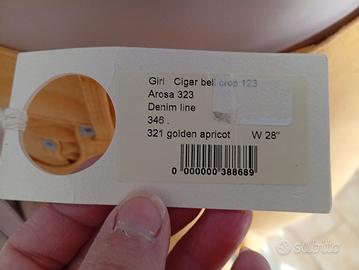 Girl Cigar bell crop 123
Arosa 323
Denim line
346 .
321 golden apricot W 28"
0 000000 388689
subito